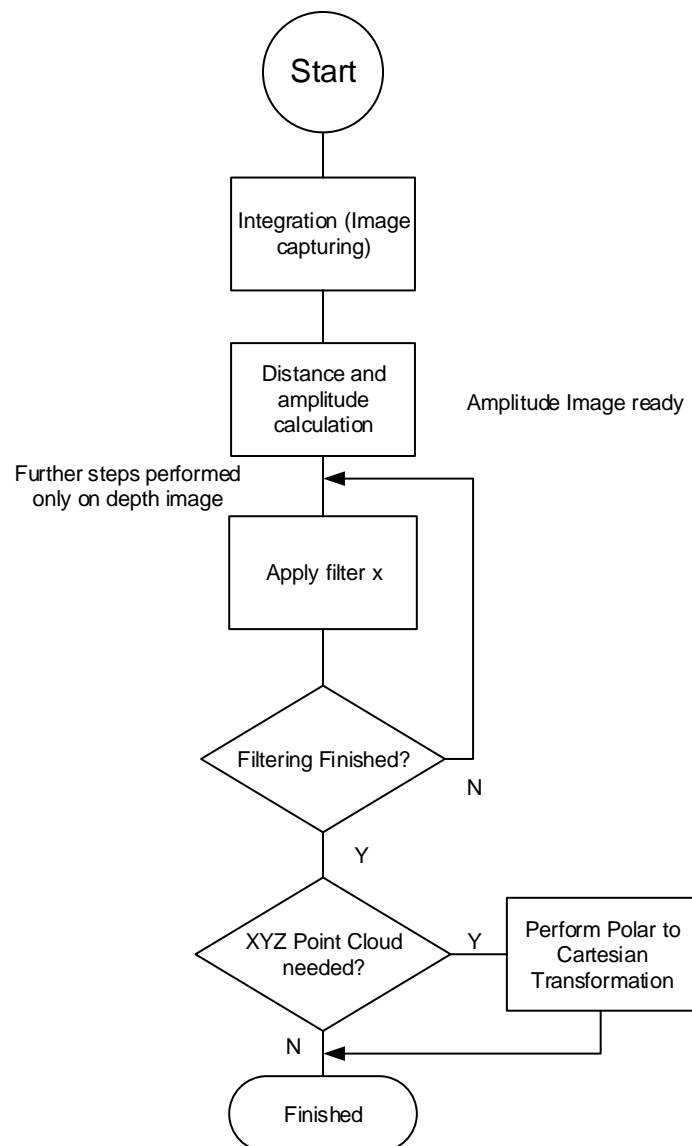 Start
Integration (Image
capturing)
Distance and
amplitude
calculation
Amplitude Image ready
Further steps performed
only on depth image
Apply filter x
Filtering Finished?
N
Y
XYZ Point Cloud
needed?
Y
Perform Polar to
Cartesian
Transformation
N
Finished